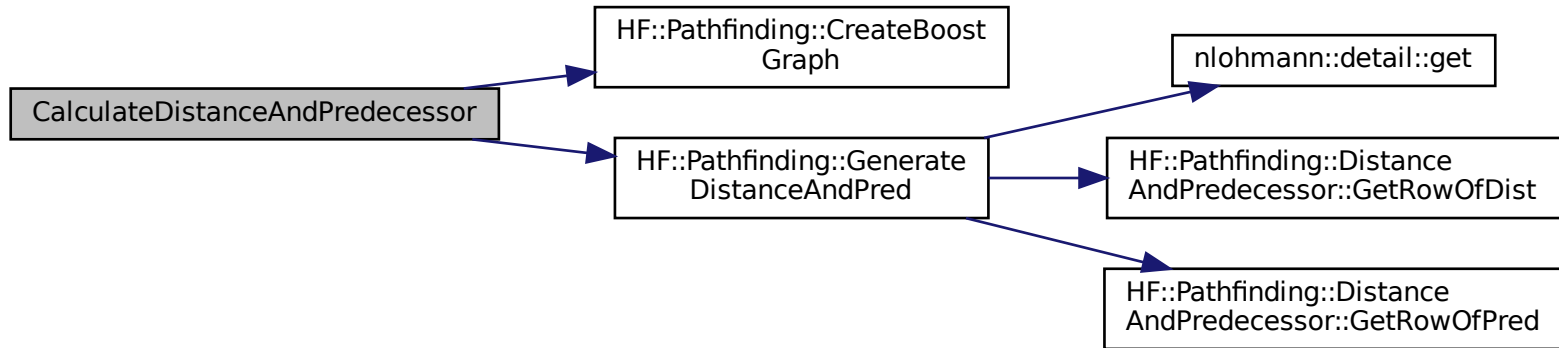 CalculateDistanceAndPredecessor
HF::Pathfinding::CreateBoost
Graph
HF::Pathfinding::Generate
DistanceAndPred
nlohmann::detail::get
HF::Pathfinding::Distance
AndPredecessor::GetRowOfDist
HF::Pathfinding::Distance
AndPredecessor::GetRowOfPred